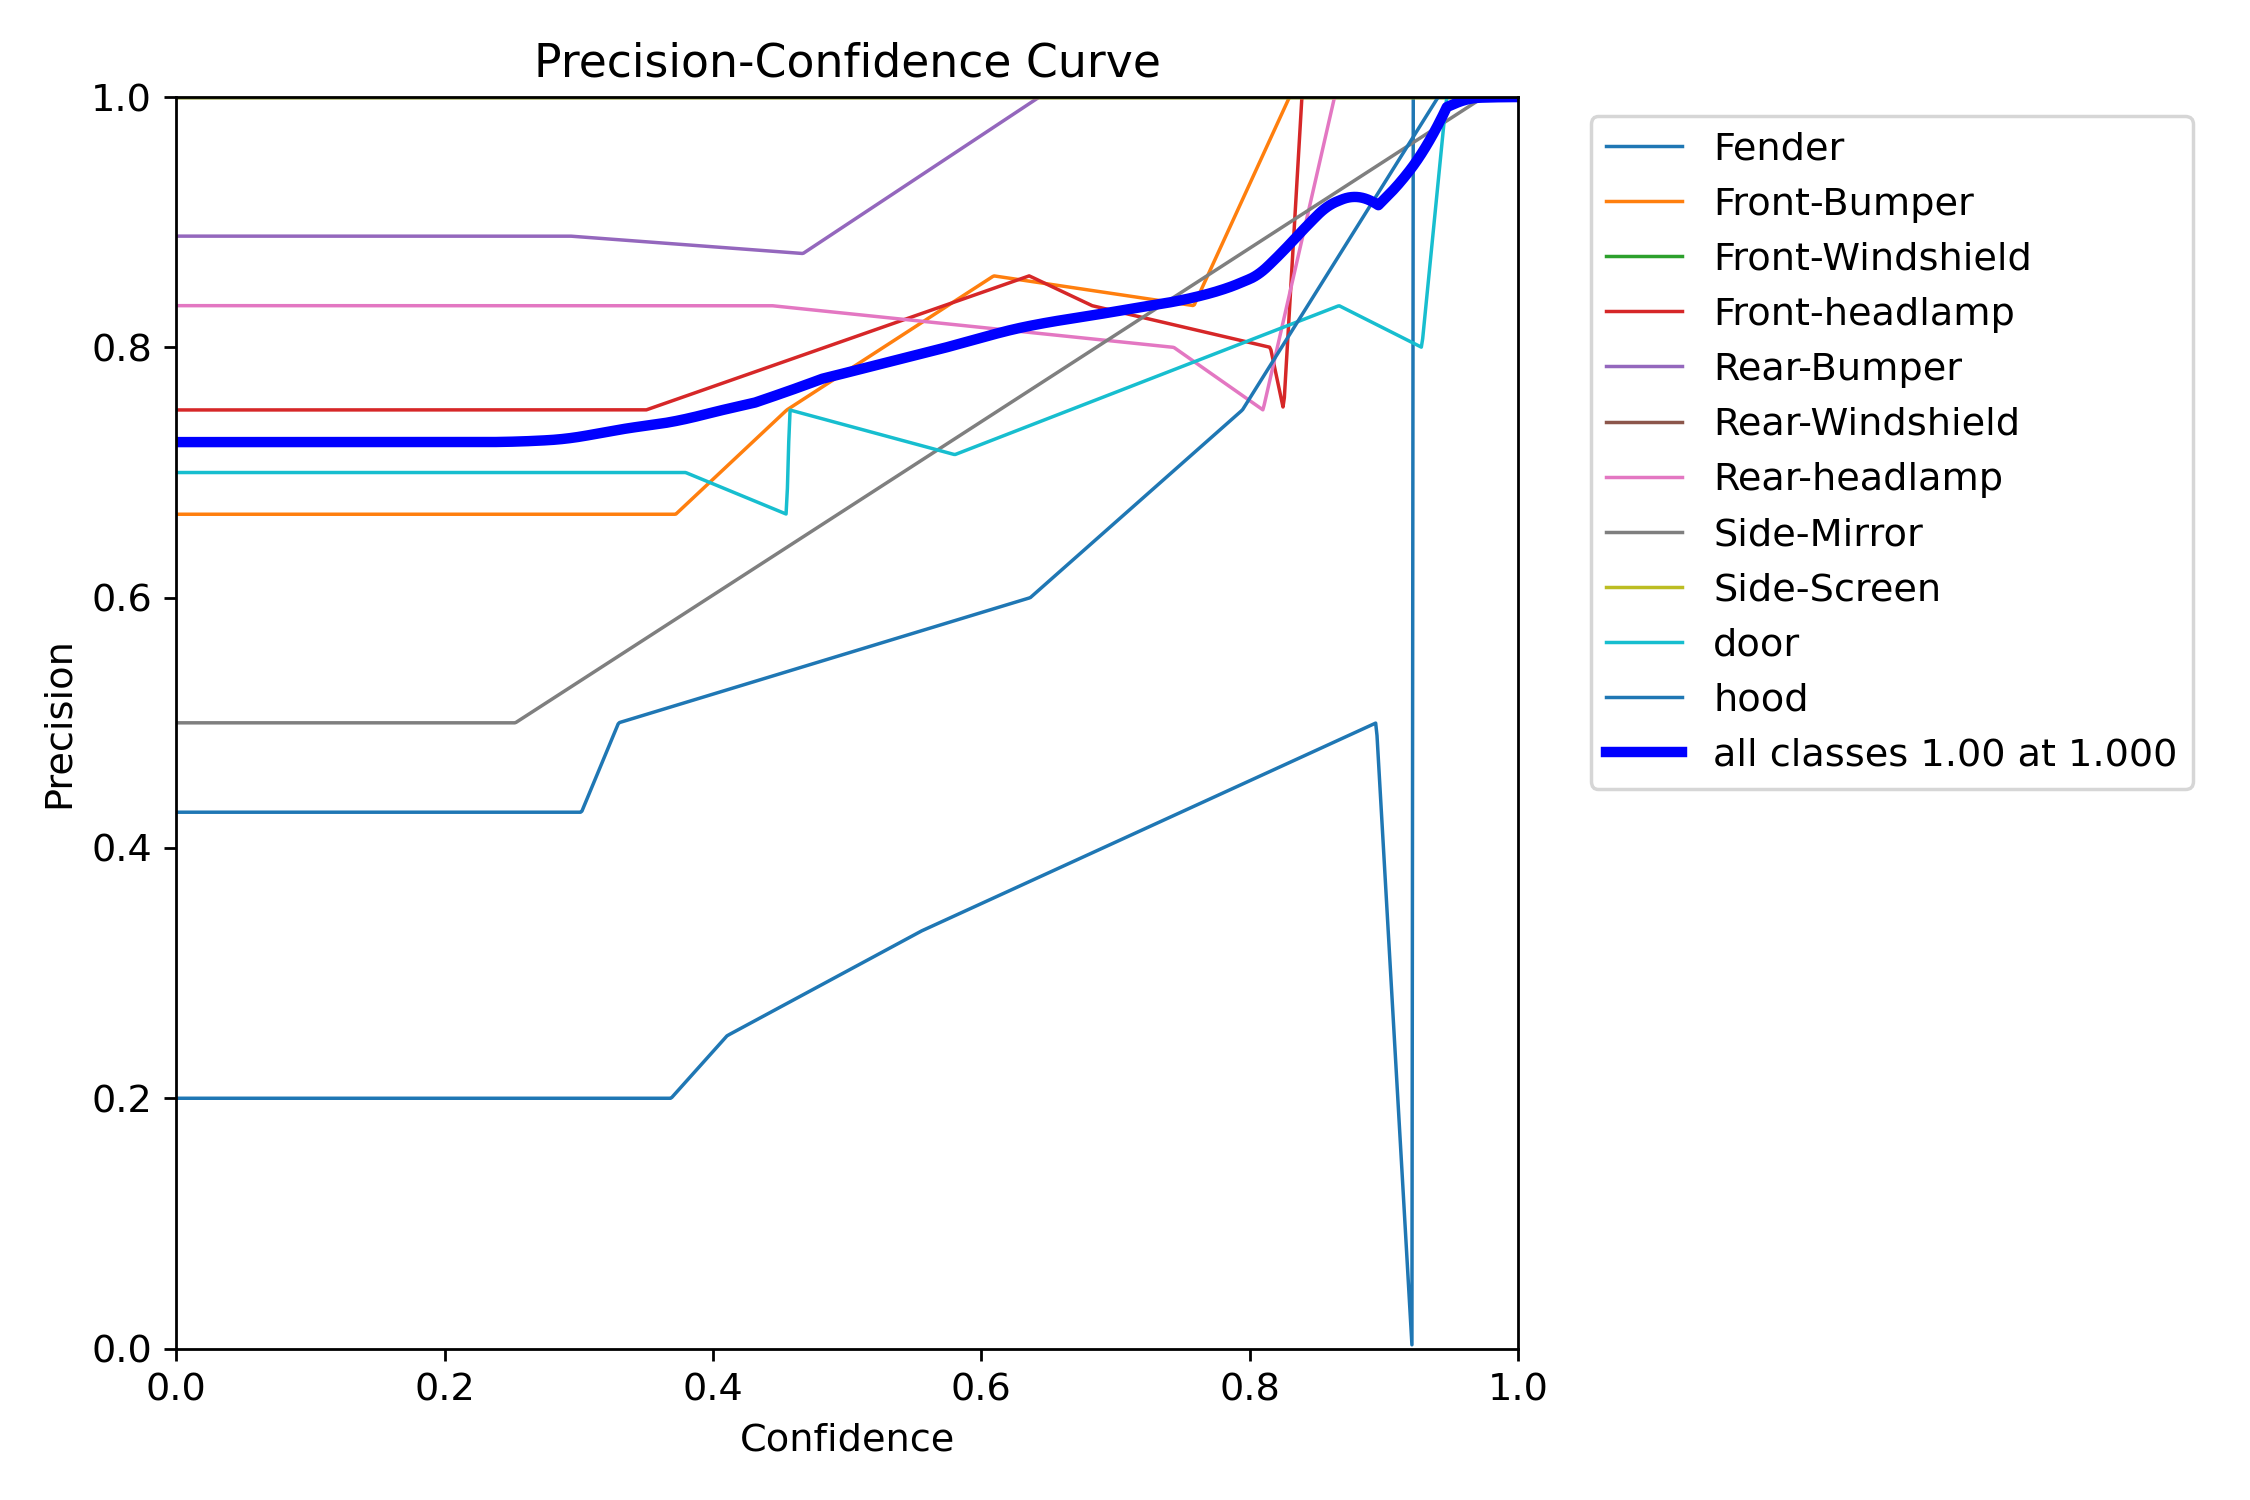 Precision-Confidence Curve
1.0
0.8
0.6
0.4
0.2
0.0
Precision
0.0 0.2 0.4 0.6 0.8 1.0
Confidence
Fender
Front-Bumper
Front-Windshield
Front-headlamp
Rear-Bumper
Rear-Windshield
Rear-headlamp
Side-Mirror
Side-Screen
door
hood
all classes 1.00 at 1.000